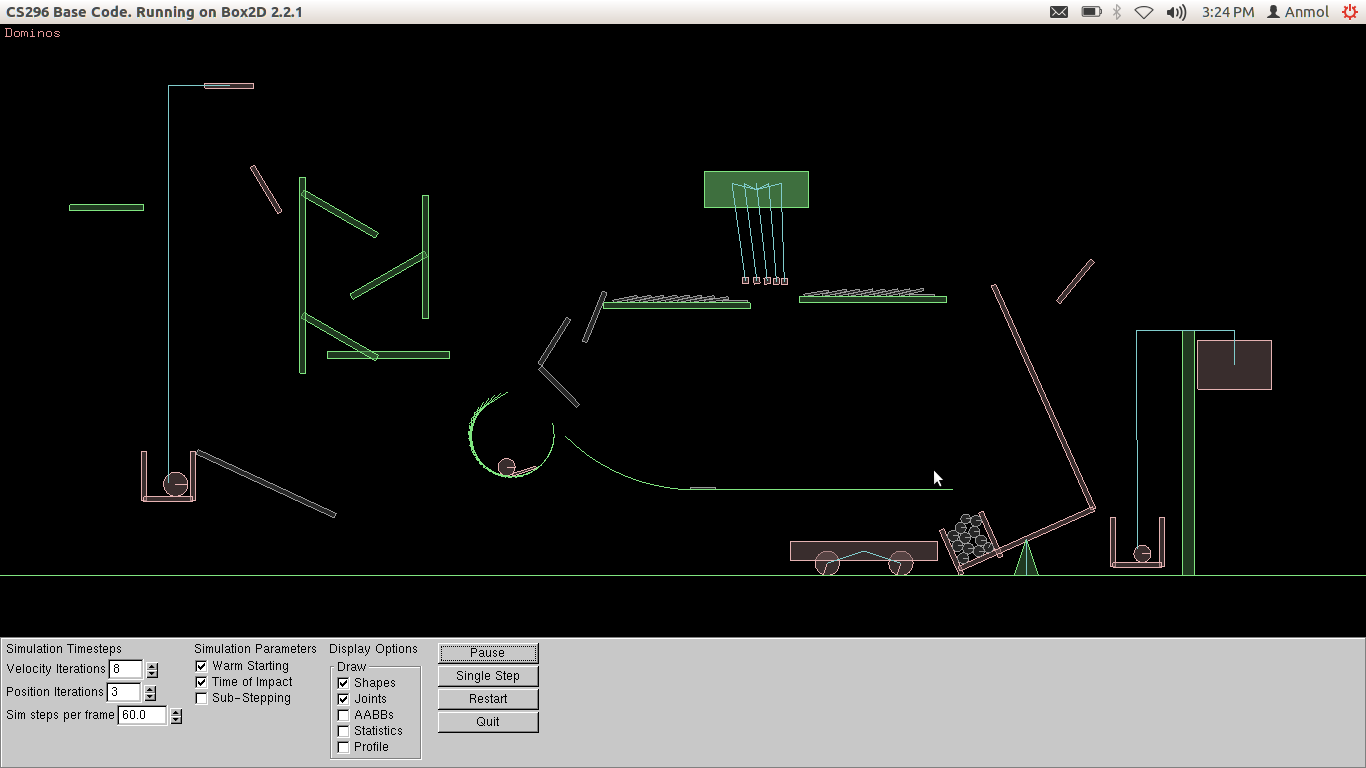 CS296 Base Code. Running on Box2D 2.2.1
3:24 PM Anmol
Dominos
Simulation Timesteps
Velocity Iterations 8
Position Iterations 3
Sim steps per frame 60.0
Simulation Parameters
Warm Starting
Time of Impact
Sub-Stepping
Display Options
Draw
Shapes
Joints
AABBs
Statistics
Profile
Pause
Single Step
Restart
Quit